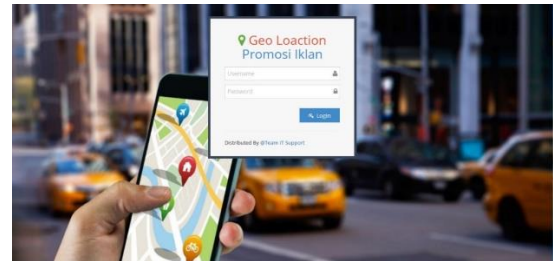 Geo Loaction
Promosi Iklan
Username
Password
Login
Distributed By @Team IT Support